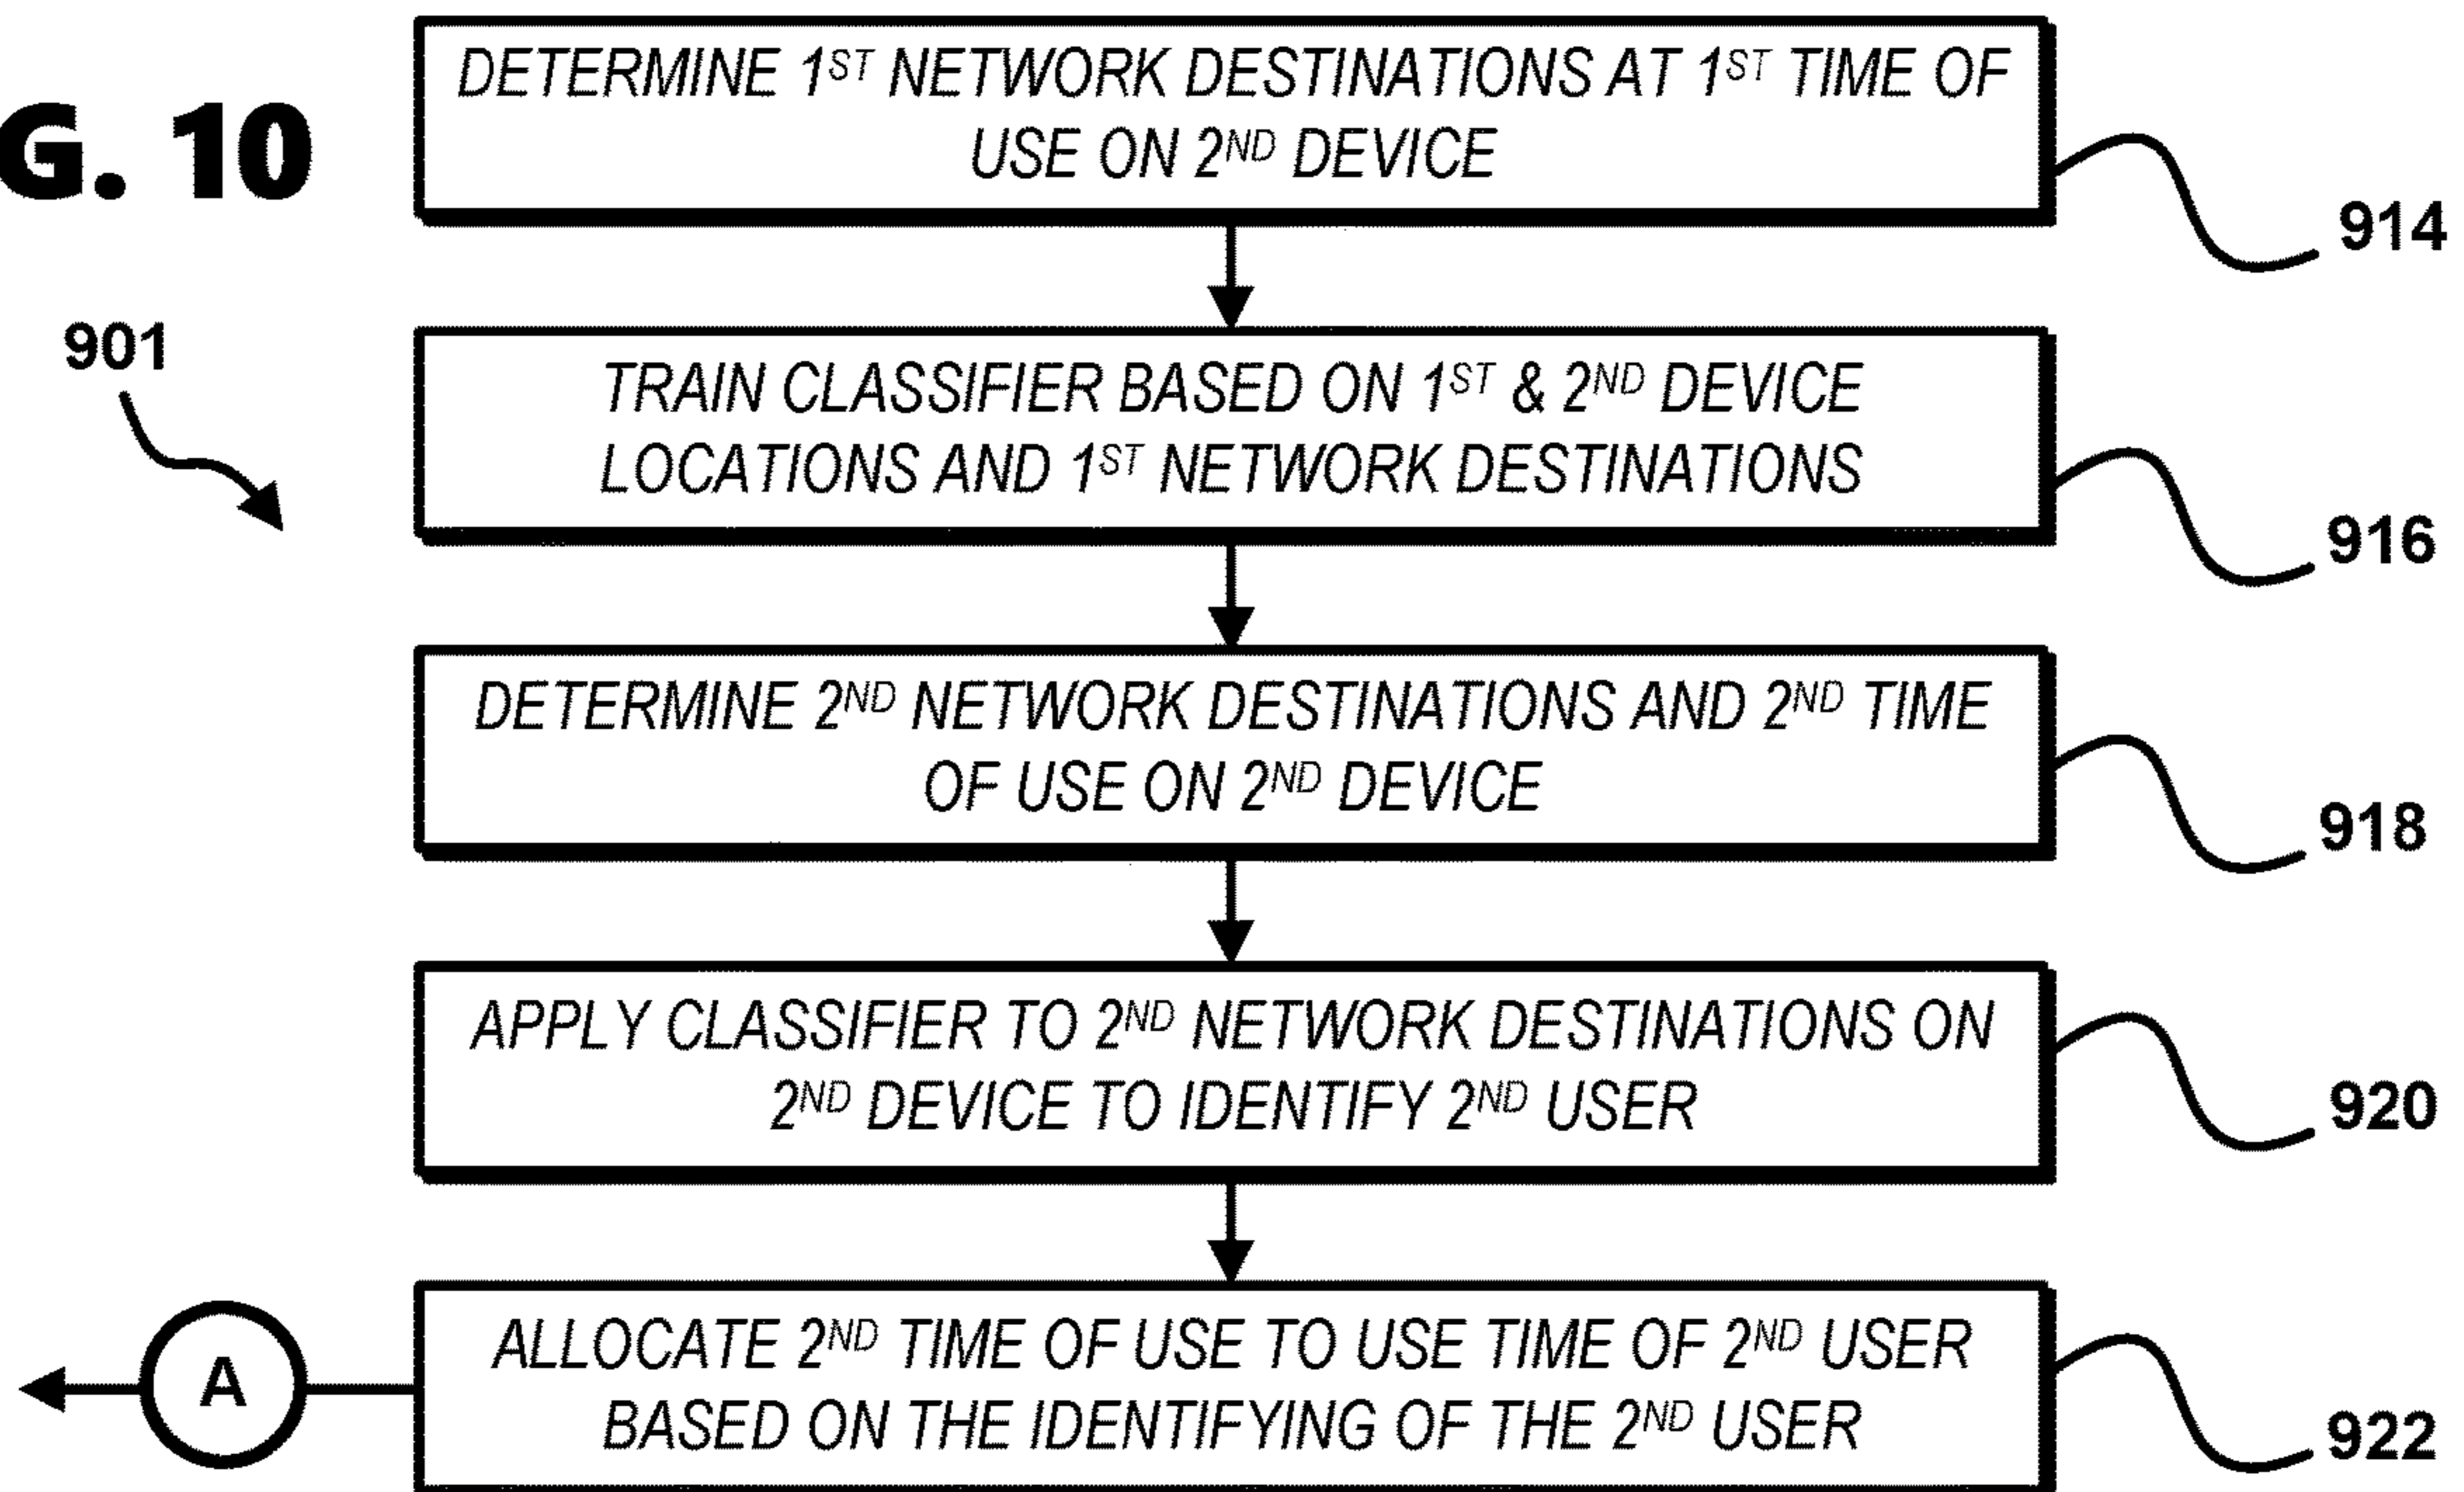 G. 10
DETERMINE 1ST NETWORK DESTINATIONS AT 1ST TIME OF
USE ON 2ND DEVICE
914
901
TRAIN CLASSIFIER BASED ON 1ST & 2ND DEVICE
LOCATIONS AND 1ST NETWORK DESTINATIONS
916
DETERMINE 2ND NETWORK DESTINATIONS AND 2ND TIME
OF USE ON 2ND DEVICE
918
APPLY CLASSIFIER TO 2ND NETWORK DESTINATIONS ON
2ND DEVICE TO IDENTIFY 2ND USER
920
A
ALLOCATE 2ND TIME OF USE TO USE TIME OF 2ND USER
BASED ON THE IDENTIFYING OF THE 2ND USER
922